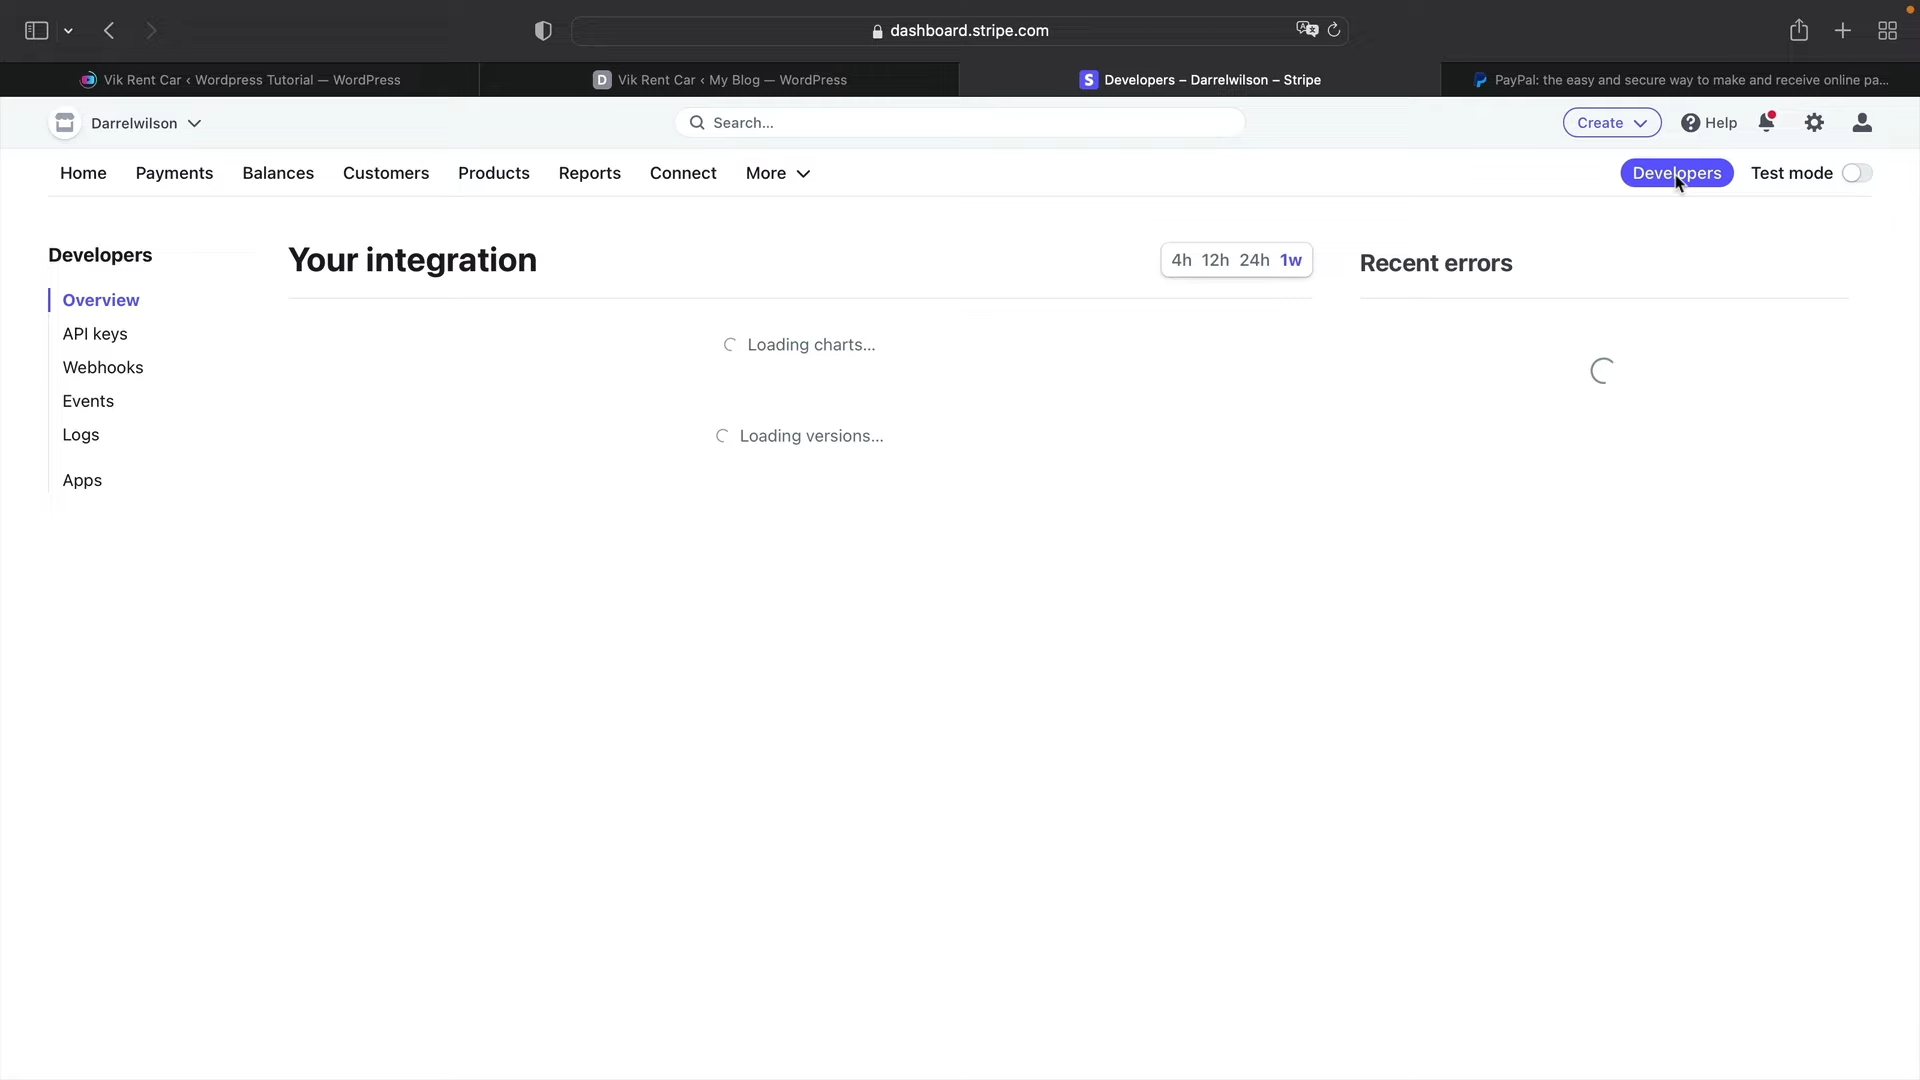 dashboard.stripe.com
Vik Rent Car ‹ Wordpress Tutorial — WordPress
D Vik Rent Car ‹ My Blog — WordPress
S Developers – Darrelwilson – Stripe
PayPal: the easy and secure way to make and receive online pa...
Darrelwilson
Search...
Create
Help
Home Payments Balances Customers Products Reports Connect More
Developers
Test mode
Developers
Overview
API keys
Webhooks
Events
Logs
Apps
Your integration
4h 12h 24h 1w
Loading charts...
Loading versions...
Recent errors